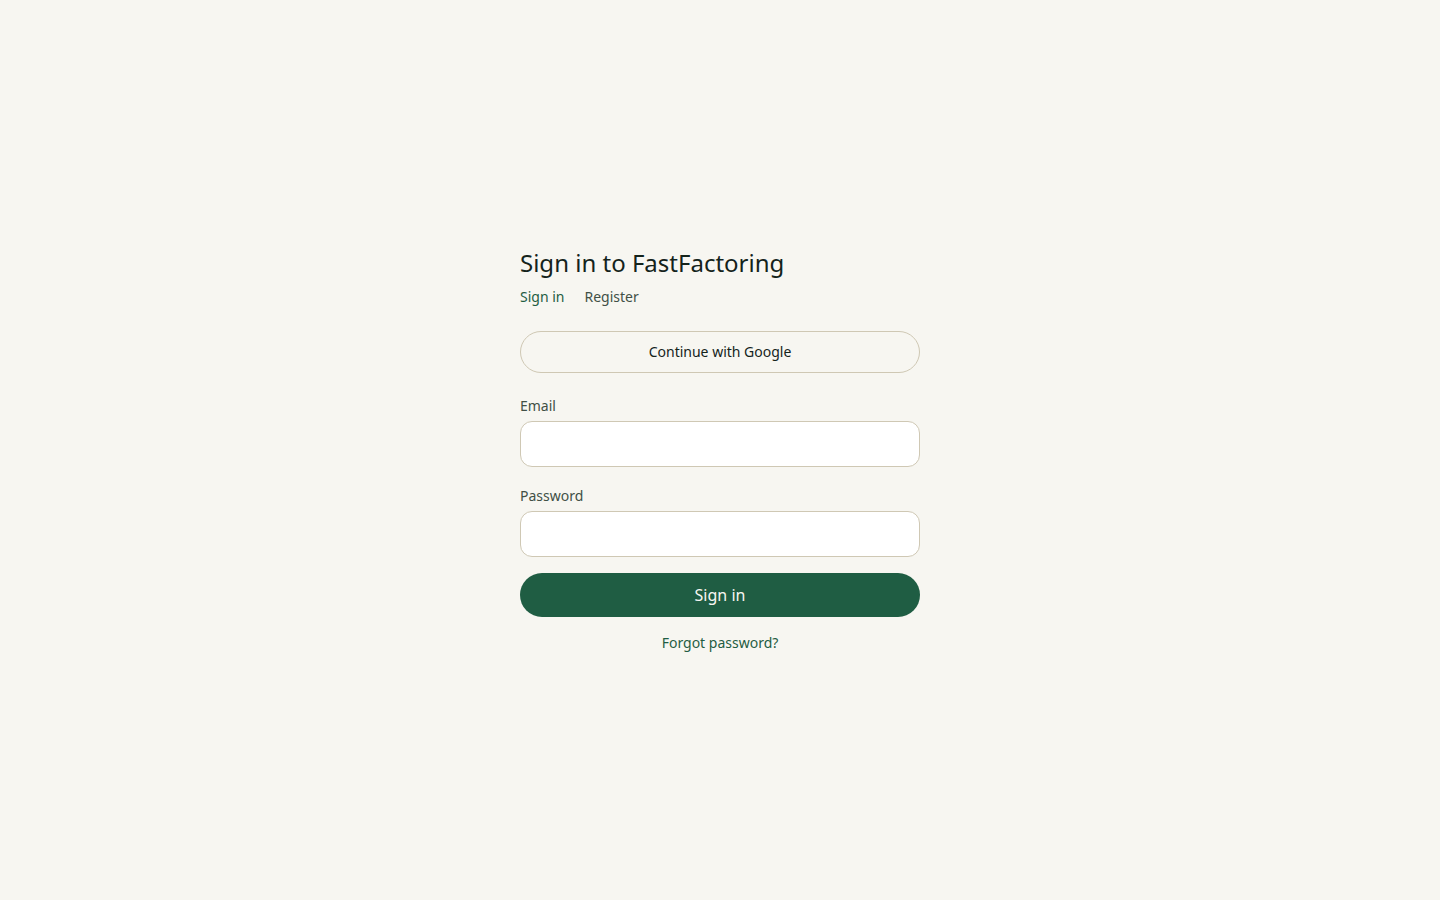 Sign in to FastFactoring
Sign in Register
Continue with Google
Email
Password
Sign in
Forgot password?